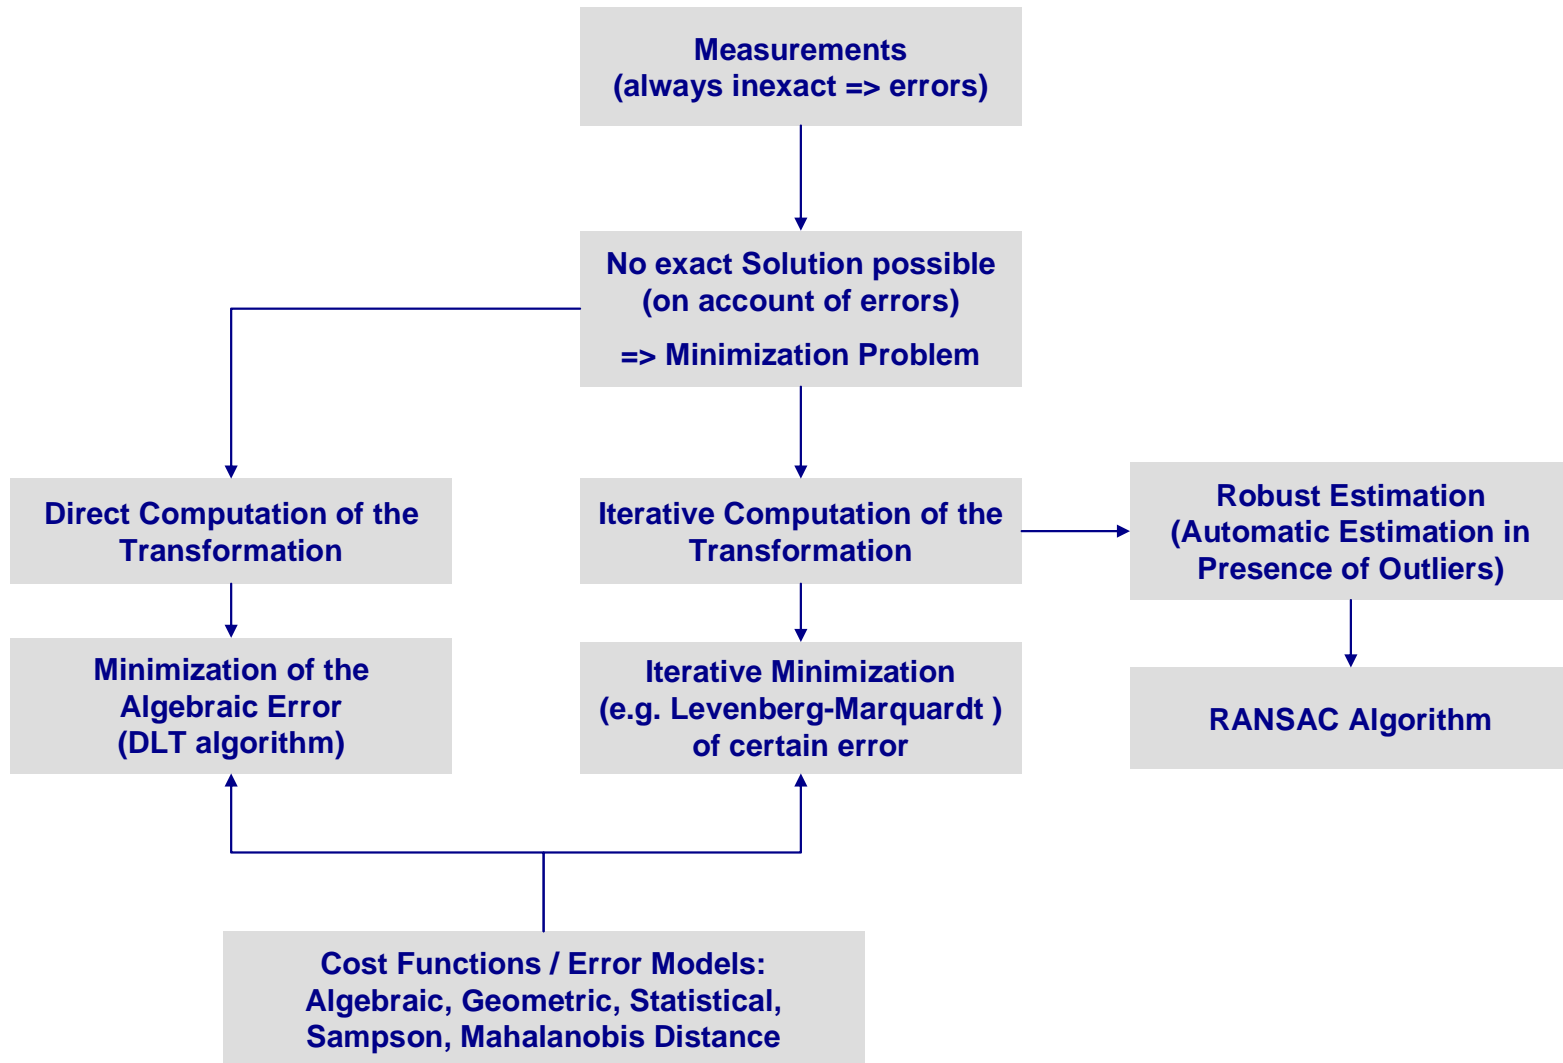 Measurements
(always inexact => errors)
No exact Solution possible
(on account of errors)
=> Minimization Problem
Direct Computation of the
Transformation
Iterative Computation of the
Transformation
Robust Estimation
(Automatic Estimation in
Presence of Outliers)
Minimization of the
Algebraic Error
(DLT algorithm)
Iterative Minimization
(e.g. Levenberg-Marquardt )
of certain error
RANSAC Algorithm
Cost Functions / Error Models:
Algebraic, Geometric, Statistical,
Sampson, Mahalanobis Distance